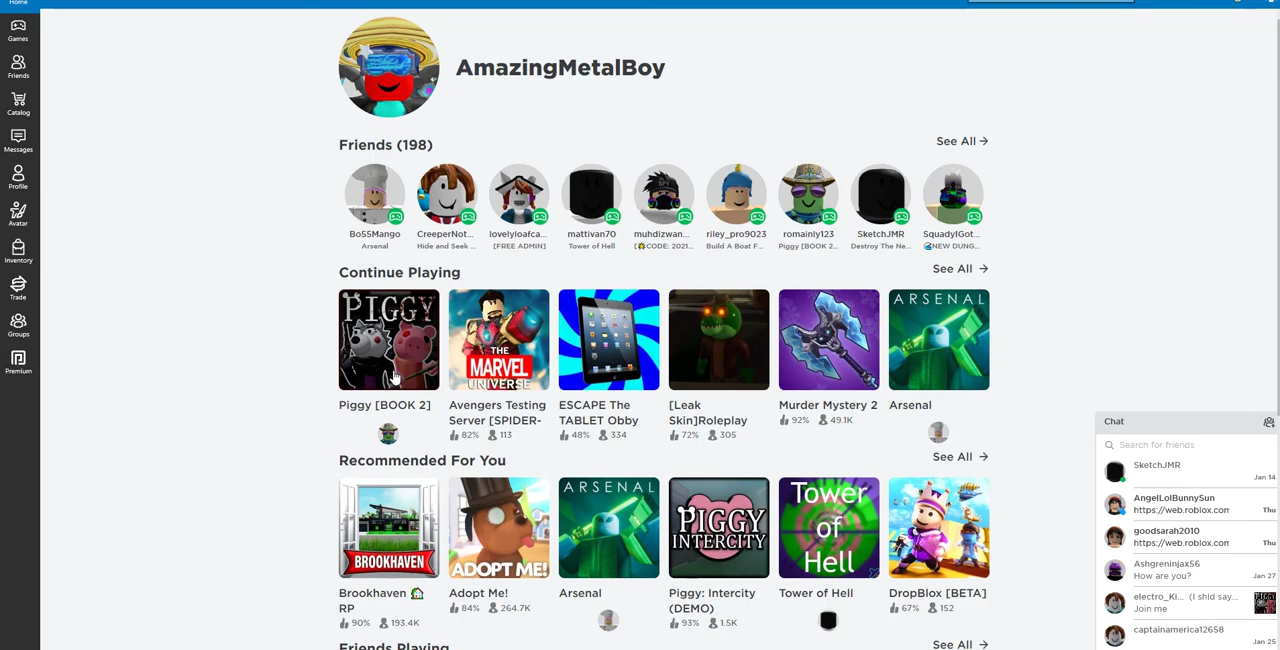 Home
Games
Friends
Catalog
Messages
Profile
Avatar
Inventory
Trade
Groups
Premium
AmazingMetalBoy
Friends (198)
See All
Bo55Mango
Arsenal
CreeperNot...
Hide and Seek ...
lovelyloafca...
[FREE ADMIN]
mattivan70
Tower of Hell
muhdizwan...
[CODE: 2021...
riley_pro9023
Build A Boat F...
romainly123
Piggy [BOOK 2...
SketchJMR
Destroy The Ne...
SquadyIGot...
NEW DUNG...
Continue Playing
See All
PIGGY
THE
MARVEL
UNIVERSE
ARSENAL
Piggy [BOOK 2]
Avengers Testing
Server [SPIDER-
82% 113
ESCAPE The
TABLET Obby
48% 334
[Leak
Skin]Roleplay
72% 305
Murder Mystery 2
92% 49.1K
Arsenal
Recommended For You
See All
BROOKHAVEN
ADOPT ME!
ARSENAL
PIGGY
INTERCITY
Tower
of
Hell
Brookhaven
RP
90% 193.4K
Adopt Me!
84% 264.7K
Arsenal
Piggy: Intercity
(DEMO)
93% 1.5K
Tower of Hell
DropBlox [BETA]
67% 152
Friends Playing
See All
Chat
Search for friends
SketchJMR
Jan 14
AngelLolBunnySun
https://web.roblox.com
Thu
goodsarah2010
https://web.roblox.com
Thu
Ashgreninjax56
How are you?
Jan 27
electro_Ki... (I shld say...
Join me
captainamerica12658
Jan 25